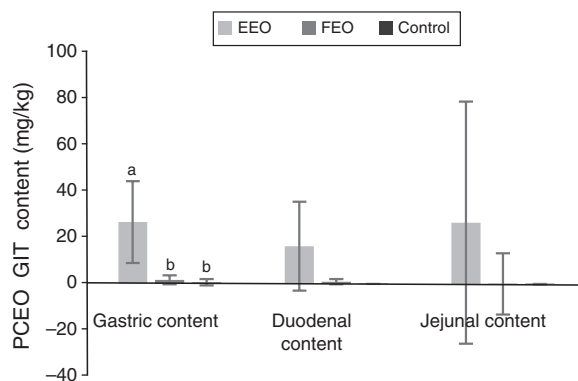 EEO FEO Control
PCEO GIT content (mg/kg)
100
80
60
40
20
0
–20
–40
a
b b
Gastric content Duodenal content Jejunal content